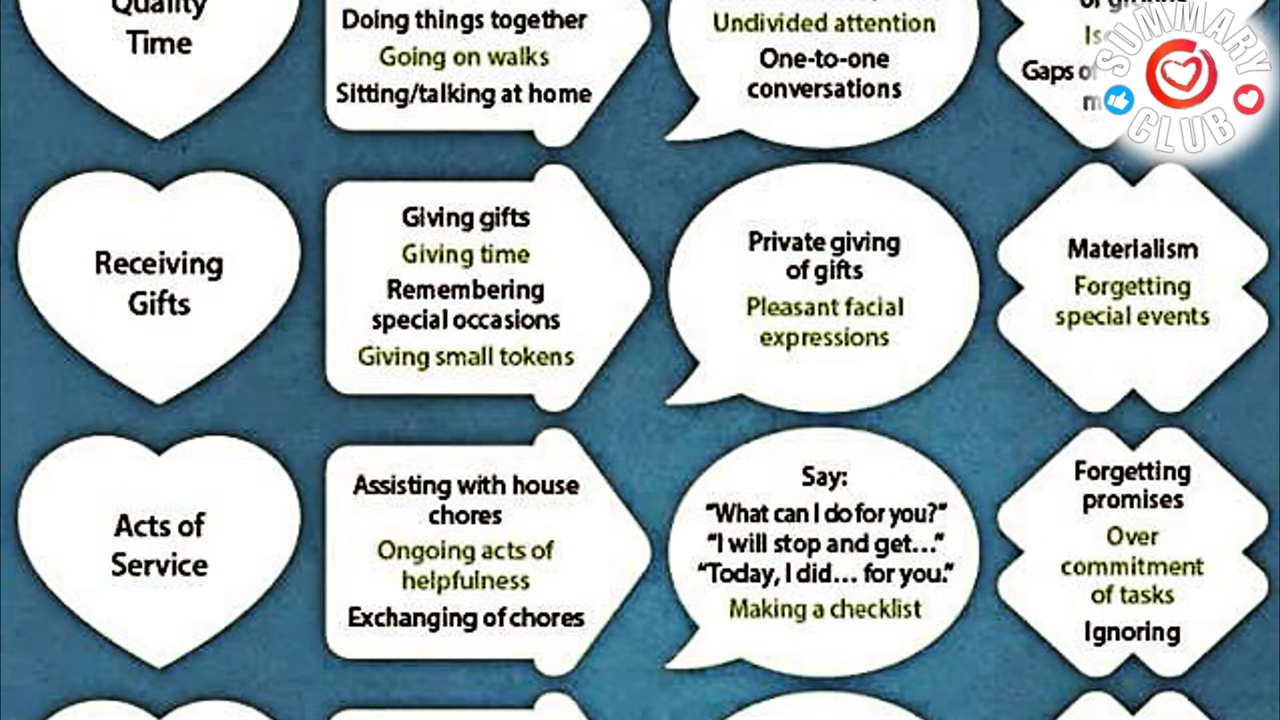 Quality
Time
Doing things together
Going on walks
Sitting/talking at home
Undivided attention
One-to-one
conversations
Gaps of
SUMMARY
CLUB
Receiving
Gifts
Giving gifts
Giving time
Remembering
special occasions
Giving small tokens
Private giving
of gifts
Pleasant facial
expressions
Materialism
Forgetting
special events
Acts of
Service
Assisting with house
chores
Ongoing acts of
helpfulness
Exchanging of chores
Say:
"What can I do for you?"
"I will stop and get..."
"Today, I did... for you."
Making a checklist
Forgetting
promises
Over
commitment
of tasks
Ignoring